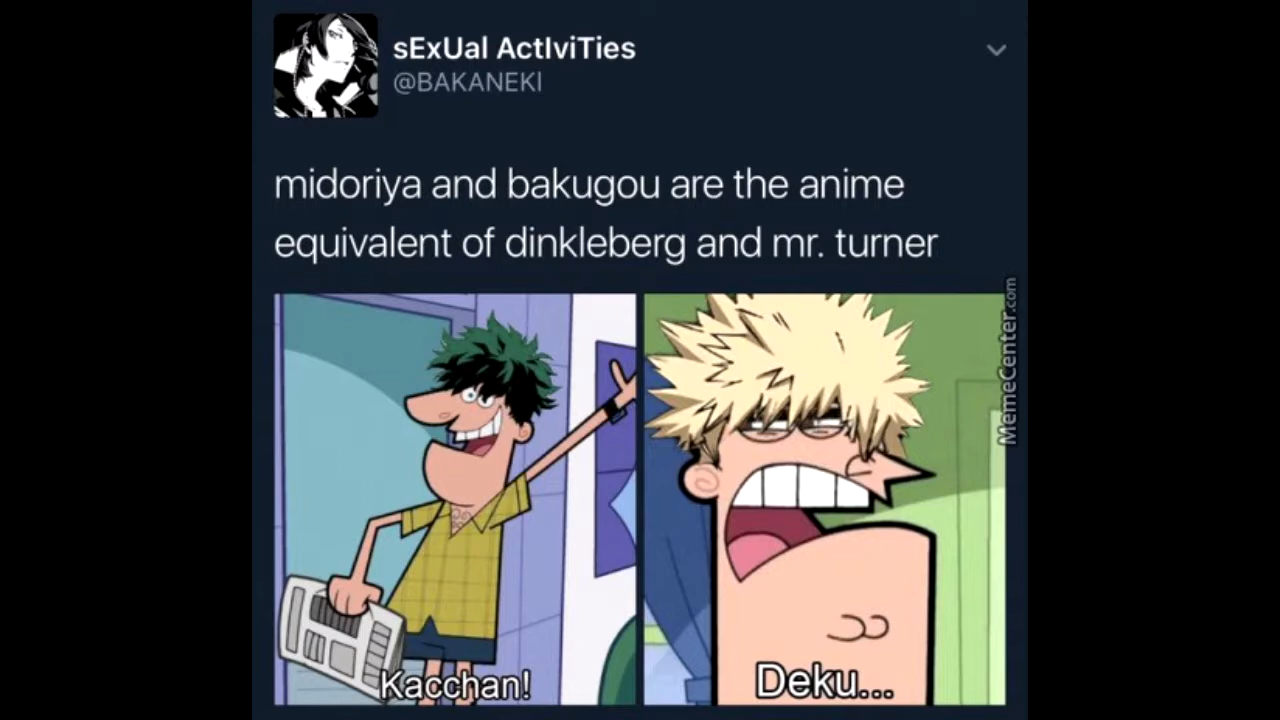 sExUal ActIviTies
@BAKANEKI
midoriya and bakugou are the anime
equivalent of dinkleberg and mr. turner
MemeCenter.com
Kacchan!
Deku...